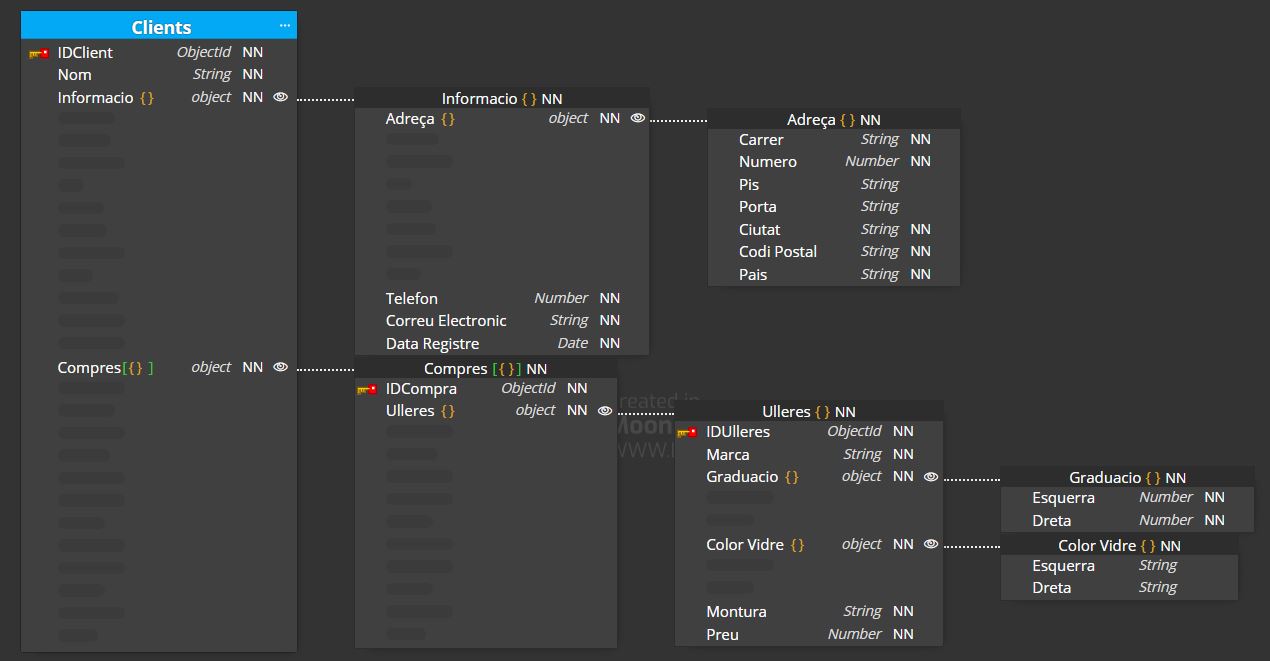 Clients ...
IDClient ObjectId NN
Nom String NN
Informacio {} object NN
Compres[{} ] object NN
Informacio {} NN
Adreça {} object NN
Telefon Number NN
Correu Electronic String NN
Data Registre Date NN
Adreça {} NN
Carrer String NN
Numero Number NN
Pis String
Porta String
Ciutat String NN
Codi Postal String NN
Pais String NN
Compres [{}] NN
IDCompra ObjectId NN
Ulleres {} object NN
Ulleres {} NN
IDUlleres ObjectId NN
Marca String NN
Graduacio {} object NN
Color Vidre {} object NN
Montura String NN
Preu Number NN
Graduacio {} NN
Esquerra Number NN
Dreta Number NN
Color Vidre {} NN
Esquerra String
Dreta String